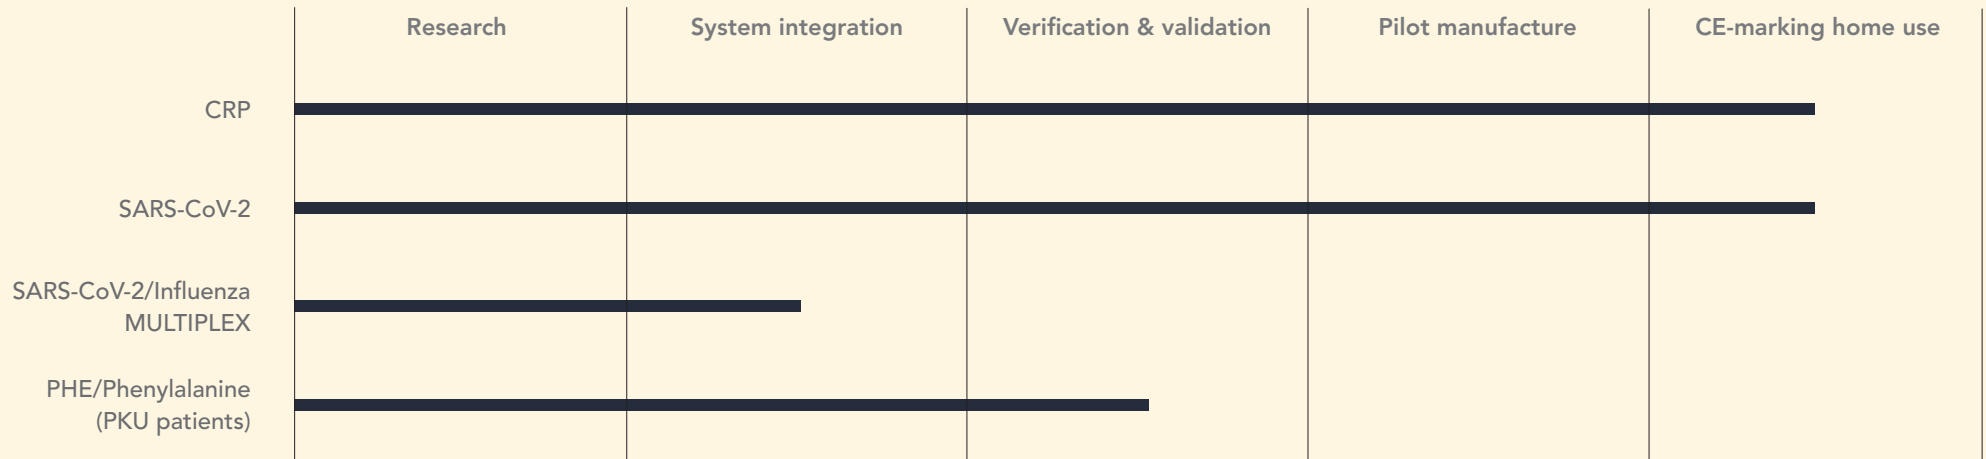 Research
System integration
Verification & validation
Pilot manufacture
CE-marking home use
CRP
SARS-CoV-2
SARS-CoV-2/Influenza
MULTIPLEX
PHE/Phenylalanine
(PKU patients)